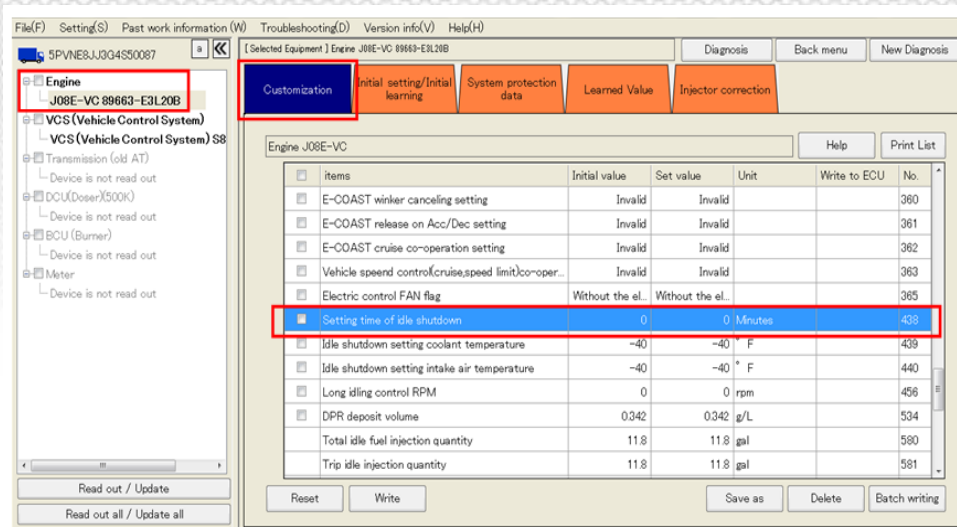 File(F) Setting(S) Past work information (W) Troubleshooting(D) Version info(V) Help(H)
5PVNE8JJ3G4S50087 a
[ Selected Equipment ] Engine J08E-VC 89663-E3L20B Diagnosis Back menu New Diagnosis
Engine
J08E-VC 89663-E3L20B
VCS (Vehicle Control System)
VCS (Vehicle Control System) S8
Transmission (old AT)
Device is not read out
DCU(Doser)(500K)
Device is not read out
BCU (Burner)
Device is not read out
Meter
Device is not read out
Read out / Update
Read out all / Update all
Customization
Initial setting/Initial
learning
System protection
data
Learned Value
Injector correction
Engine J08E-VC Help Print List
items Initial value Set value Unit Write to ECU No.
E-COAST winker canceling setting Invalid Invalid 360
E-COAST release on Acc/Dec setting Invalid Invalid 361
E-COAST cruise co-operation setting Invalid Invalid 362
Vehicle speend control(cruise,speed limit)co-oper... Invalid Invalid 363
Electric control FAN flag Without the el... Without the el... 365
Setting time of idle shutdown 0 0 Minutes 438
Idle shutdown setting coolant temperature -40 -40 ° F 439
Idle shutdown setting intake air temperature -40 -40 ° F 440
Long idling control RPM 0 0 rpm 456
DPR deposit volume 0.342 0.342 g/L 534
Total idle fuel injection quantity 11.8 11.8 gal 580
Trip idle injection quantity 11.8 11.8 gal 581
Reset Write Save as Delete Batch writing